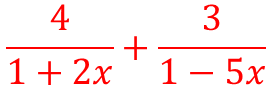 4/(1 + 2x) + 3/(1 − 5x)